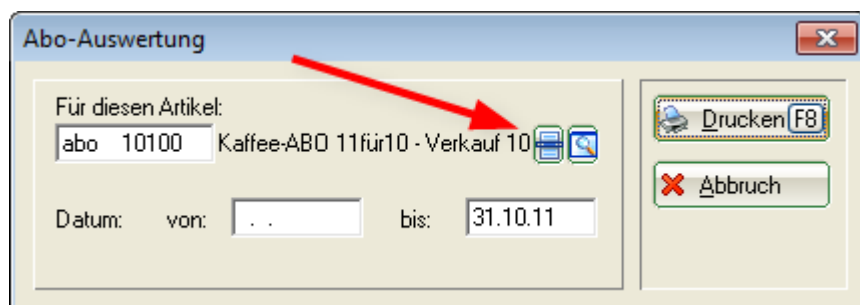 Abo-Auswertung
Für diesen Artikel:
abo 10100 Kaffee-ABO 11für10 - Verkauf 10
Drucken F8
Abbruch
Datum: von: . . bis: 31.10.11